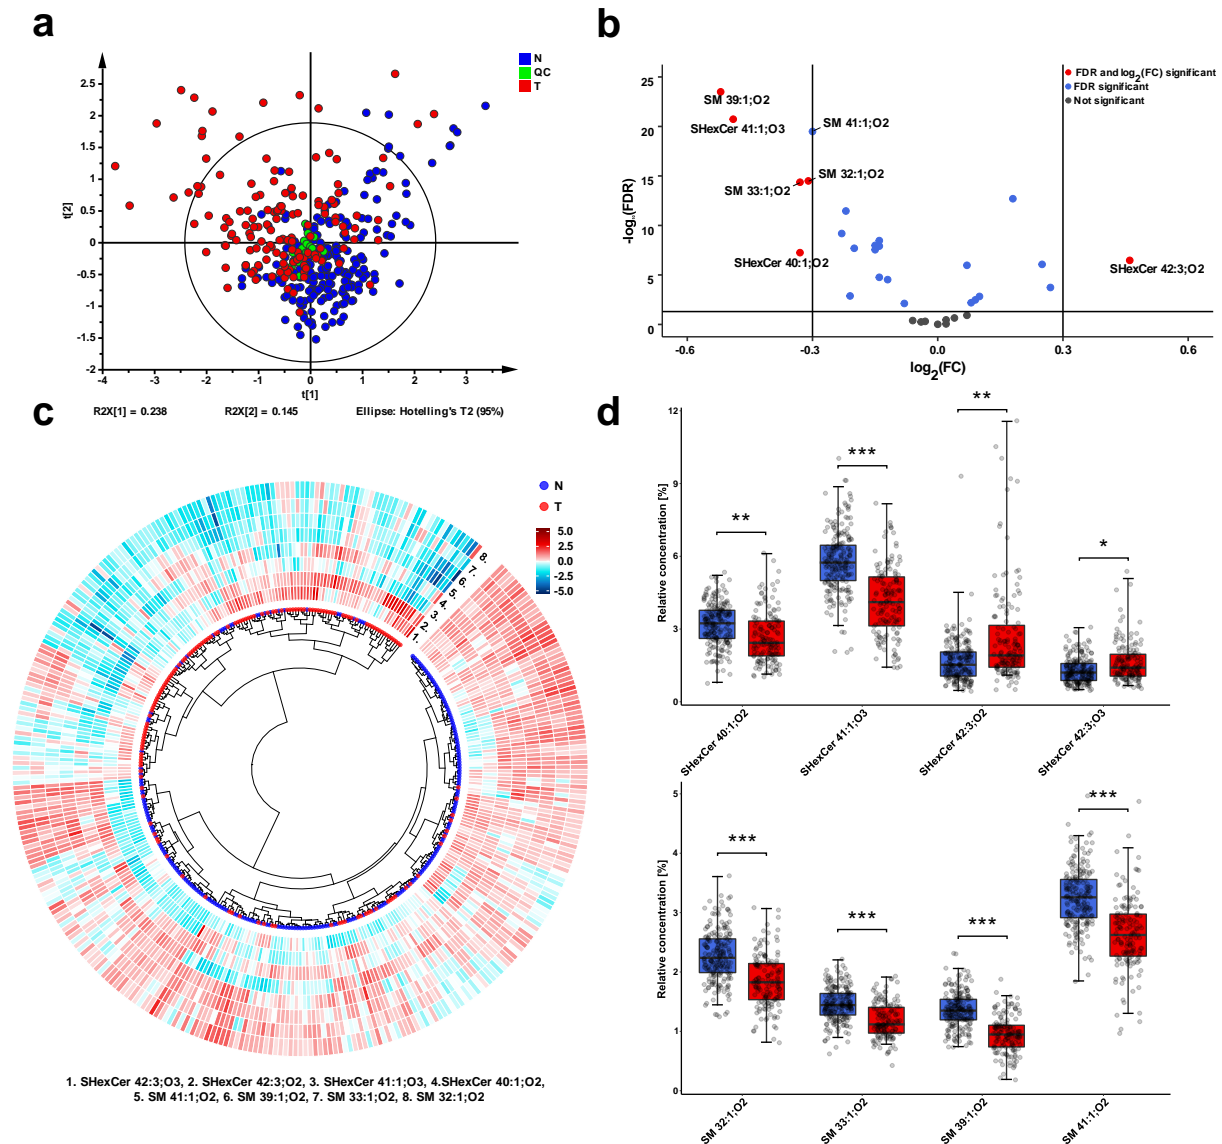 a
N
QC
T
2.5
2
1.5
1
0.5
0
-0.5
-1
-1.5
-2
t[2]
-4
-3
-2
-1
0
1
2
3
t[1]
R2X[1] = 0.238
R2X[2] = 0.145
Ellipse: Hotelling's T2 (95%)
b
FDR and log2(FC) significant
FDR significant
Not significant
SM 39:1;O2
SHexCer 41:1;O3
SM 41:1;O2
SM 32:1;O2
SM 33:1;O2
SHexCer 40:1;O2
SHexCer 42:3;O2
25
20
15
10
5
0
(FDR)
-0.6
-0.3
0.0
0.3
0.6
log2(FC)
c
N
T
5.0
2.5
0.0
-2.5
-5.0
8.
7.
6.
5.
4.
3.
2.
1.
1. SHexCer 42:3;O3, 2. SHexCer 42:3;O2, 3. SHexCer 41:1;O3, 4.SHexCer 40:1;O2,
5. SM 41:1;O2, 6. SM 39:1;O2, 7. SM 33:1;O2, 8. SM 32:1;O2
d
12
9
6
3
0
Relative concentration [%]
**
***
**
*
SHexCer 40:1;O2
SHexCer 41:1;O3
SHexCer 42:3;O2
SHexCer 42:3;O3
5
4
3
2
1
0
Relative concentration [%]
***
***
***
***
SM 32:1;O2
SM 33:1;O2
SM 39:1;O2
SM 41:1;O2